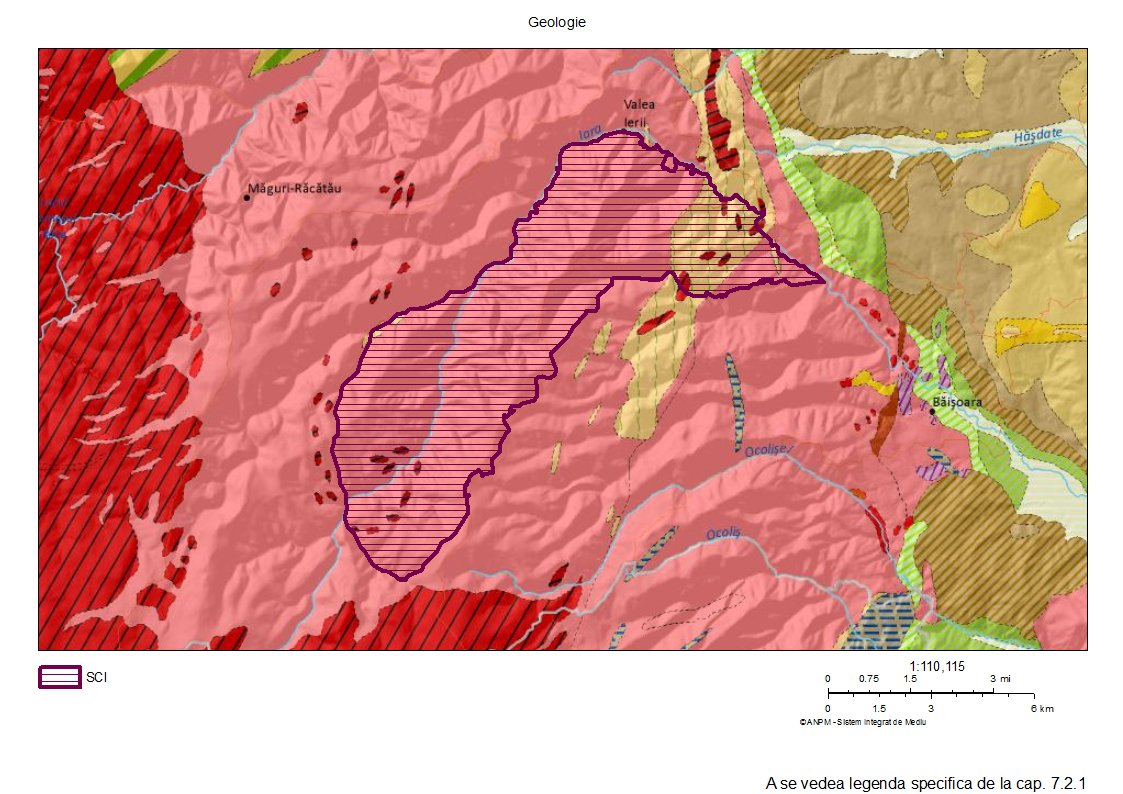 Geologie
Valea
Ierii
Iara
Hășdate
Măguri-Răcătău
Băișoara
Ocolișel
Ocoliș
SCI
1:110,115
0 0.75 1.5 3 mi
0 1.5 3 6 km
©ANPM - Sistem Integrat de Mediu
A se vedea legenda specifica de la cap. 7.2.1